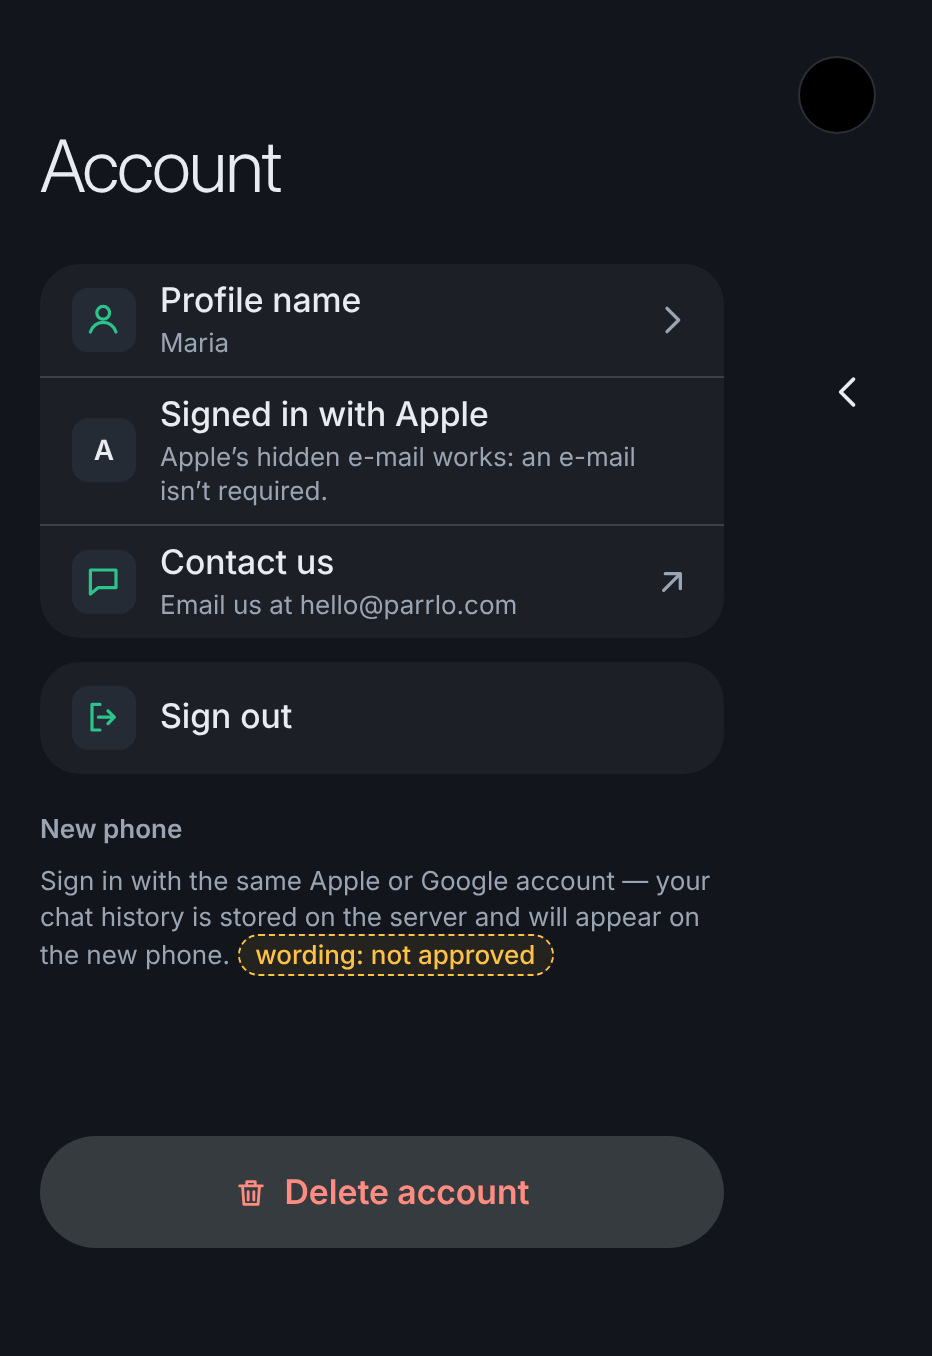 Account
Profile name
Maria
Signed in with Apple
A
Apple’s hidden e-mail works: an e-mail
isn’t required.
Contact us
Email us at hello@parrlo.com
Sign out
New phone
Sign in with the same Apple or Google account — your
chat history is stored on the server and will appear on
the new phone. wording: not approved
Delete account